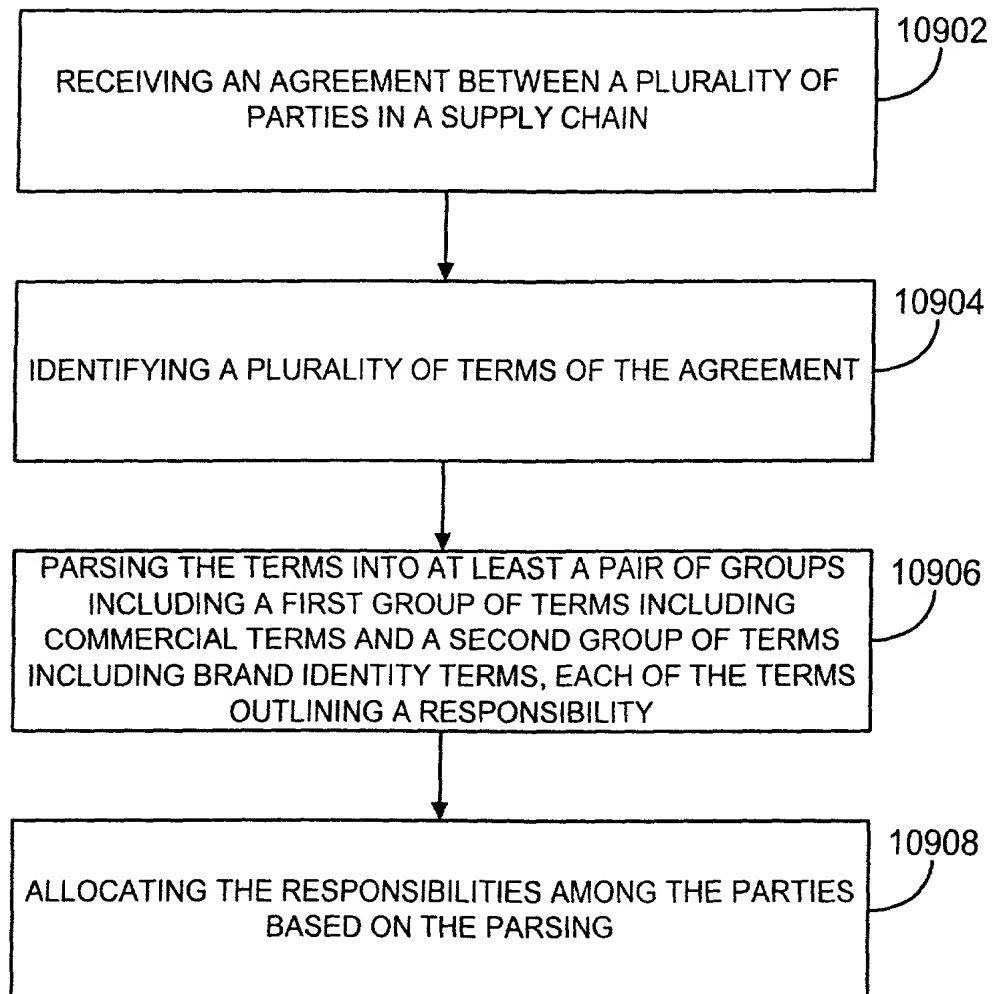 10902
RECEIVING AN AGREEMENT BETWEEN A PLURALITY OF
PARTIES IN A SUPPLY CHAIN
10904
IDENTIFYING A PLURALITY OF TERMS OF THE AGREEMENT
10906
PARSING THE TERMS INTO AT LEAST A PAIR OF GROUPS
INCLUDING A FIRST GROUP OF TERMS INCLUDING
COMMERCIAL TERMS AND A SECOND GROUP OF TERMS
INCLUDING BRAND IDENTITY TERMS, EACH OF THE TERMS
OUTLINING A RESPONSIBILITY
10908
ALLOCATING THE RESPONSIBILITIES AMONG THE PARTIES
BASED ON THE PARSING